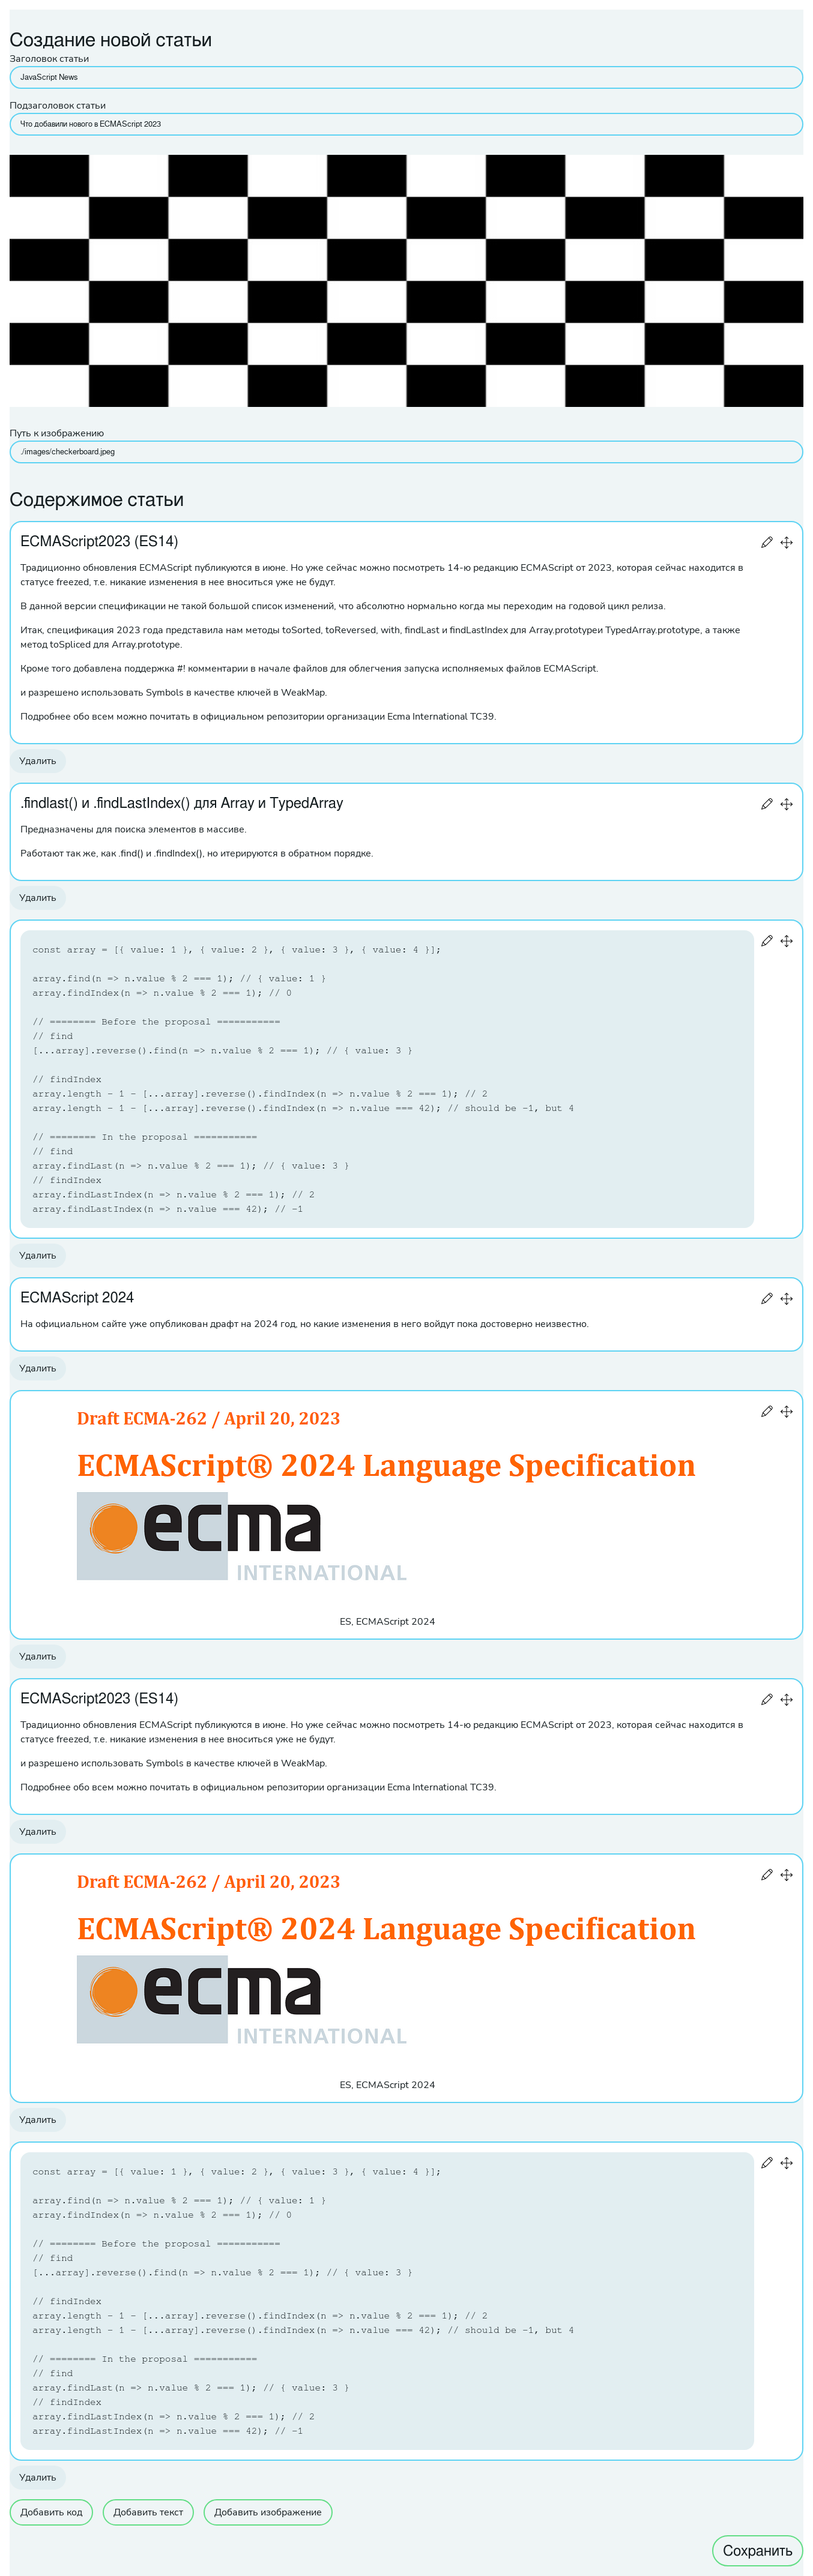 Создание новой статьи
Заголовок статьи
JavaScript News
Подзаголовок статьи
Что добавили нового в ECMAScript 2023
Путь к изображению
./images/checkerboard.jpeg
Содержимое статьи
ECMAScript2023 (ES14)
Традиционно обновления ECMAScript публикуются в июне. Но уже сейчас можно посмотреть 14-ю редакцию ECMAScript от 2023, которая сейчас находится в
статусе freezed, т.е. никакие изменения в нее вноситься уже не будут.
В данной версии спецификации не такой большой список изменений, что абсолютно нормально когда мы переходим на годовой цикл релиза.
Итак, спецификация 2023 года представила нам методы toSorted, toReversed, with, findLast и findLastIndex для Array.prototypeи TypedArray.prototype, а также
метод toSpliced для Array.prototype.
Кроме того добавлена поддержка #! комментарии в начале файлов для облегчения запуска исполняемых файлов ECMAScript.
и разрешено использовать Symbols в качестве ключей в WeakMap.
Подробнее обо всем можно почитать в официальном репозитории организации Ecma International TC39.
Удалить
.findlast() и .findLastIndex() для Array и TypedArray
Предназначены для поиска элементов в массиве.
Работают так же, как .find() и .findIndex(), но итерируются в обратном порядке.
Удалить
const array = [{ value: 1 }, { value: 2 }, { value: 3 }, { value: 4 }];
array.find(n => n.value % 2 === 1); // { value: 1 }
array.findIndex(n => n.value % 2 === 1); // 0
// ======== Before the proposal ===========
// find
[...array].reverse().find(n => n.value % 2 === 1); // { value: 3 }
// findIndex
array.length - 1 - [...array].reverse().findIndex(n => n.value % 2 === 1); // 2
array.length - 1 - [...array].reverse().findIndex(n => n.value === 42); // should be -1, but 4
// ======== In the proposal ===========
// find
array.findLast(n => n.value % 2 === 1); // { value: 3 }
// findIndex
array.findLastIndex(n => n.value % 2 === 1); // 2
array.findLastIndex(n => n.value === 42); // -1
Удалить
ECMAScript 2024
На официальном сайте уже опубликован драфт на 2024 год, но какие изменения в него войдут пока достоверно неизвестно.
Удалить
Draft ECMA-262 / April 20, 2023
ECMAScript® 2024 Language Specification
ecma
INTERNATIONAL
ES, ECMAScript 2024
Удалить
ECMAScript2023 (ES14)
Традиционно обновления ECMAScript публикуются в июне. Но уже сейчас можно посмотреть 14-ю редакцию ECMAScript от 2023, которая сейчас находится в
статусе freezed, т.е. никакие изменения в нее вноситься уже не будут.
и разрешено использовать Symbols в качестве ключей в WeakMap.
Подробнее обо всем можно почитать в официальном репозитории организации Ecma International TC39.
Удалить
Draft ECMA-262 / April 20, 2023
ECMAScript® 2024 Language Specification
ecma
INTERNATIONAL
ES, ECMAScript 2024
Удалить
const array = [{ value: 1 }, { value: 2 }, { value: 3 }, { value: 4 }];
array.find(n => n.value % 2 === 1); // { value: 1 }
array.findIndex(n => n.value % 2 === 1); // 0
// ======== Before the proposal ===========
// find
[...array].reverse().find(n => n.value % 2 === 1); // { value: 3 }
// findIndex
array.length - 1 - [...array].reverse().findIndex(n => n.value % 2 === 1); // 2
array.length - 1 - [...array].reverse().findIndex(n => n.value === 42); // should be -1, but 4
// ======== In the proposal ===========
// find
array.findLast(n => n.value % 2 === 1); // { value: 3 }
// findIndex
array.findLastIndex(n => n.value % 2 === 1); // 2
array.findLastIndex(n => n.value === 42); // -1
Удалить
Добавить код Добавить текст Добавить изображение
Сохранить